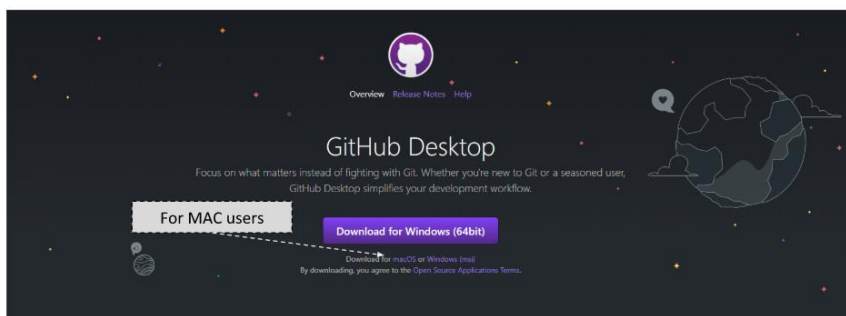 Overview Release Notes Help
GitHub Desktop
Focus on what matters instead of fighting with Git. Whether you're new to Git or a seasoned user,
GitHub Desktop simplifies your development workflow.
For MAC users
Download for Windows (64bit)
Download for macOS or Windows (msi)
By downloading, you agree to the Open Source Applications Terms.